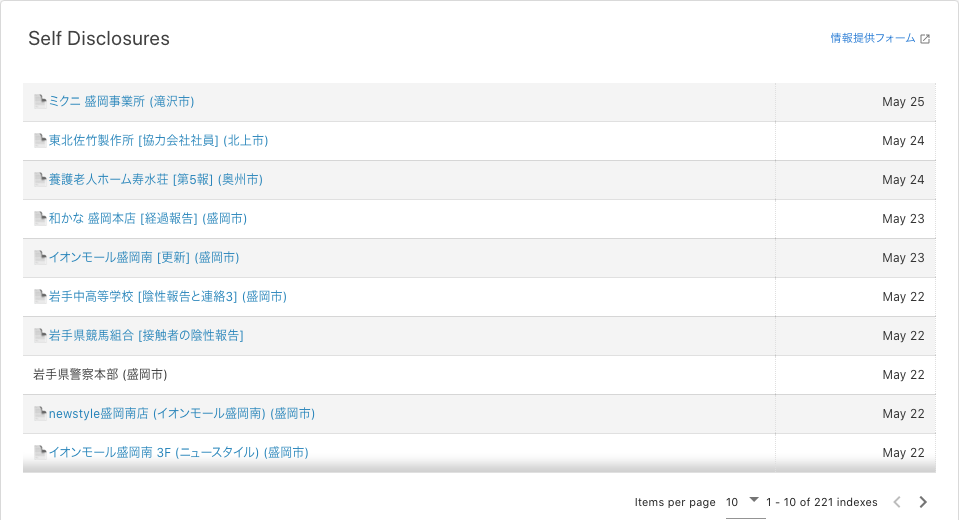 Self Disclosures
情報提供フォーム
ミクニ 盛岡事業所 (滝沢市) May 25
東北佐竹製作所 [協力会社社員] (北上市) May 24
養護老人ホーム寿水荘 [第5報] (奥州市) May 24
和かな 盛岡本店 [経過報告] (盛岡市) May 23
イオンモール盛岡南 [更新] (盛岡市) May 23
岩手中高等学校 [陰性報告と連絡3] (盛岡市) May 22
岩手県競馬組合 [接触者の陰性報告] May 22
岩手県警察本部 (盛岡市) May 22
newstyle盛岡南店 (イオンモール盛岡南) (盛岡市) May 22
イオンモール盛岡南 3F (ニュースタイル) (盛岡市) May 22
Items per page 10 1 - 10 of 221 indexes